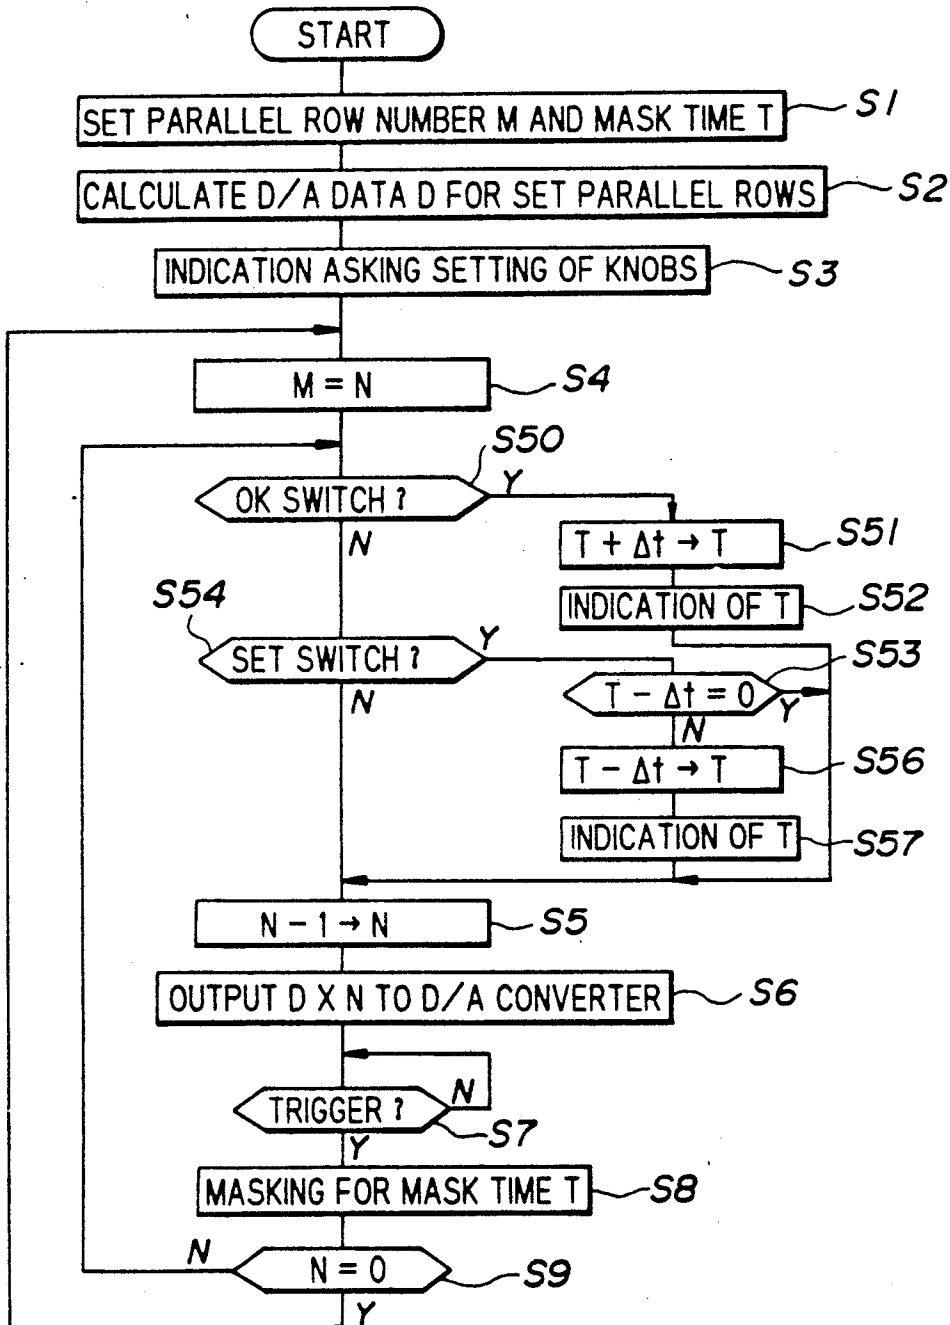 START
SET PARALLEL ROW NUMBER M AND MASK TIME T S1
CALCULATE D/A DATA D FOR SET PARALLEL ROWS S2
INDICATION ASKING SETTING OF KNOBS S3
M = N S4
S50
OK SWITCH ? Y
N
T + Δt → T S51
INDICATION OF T S52
S54
SET SWITCH ? Y
N
S53
T - Δt = 0 Y
N
T - Δt → T S56
INDICATION OF T S57
N - 1 → N S5
OUTPUT D X N TO D/A CONVERTER S6
TRIGGER ? N
S7
Y
MASKING FOR MASK TIME T S8
N
N = 0 S9
Y